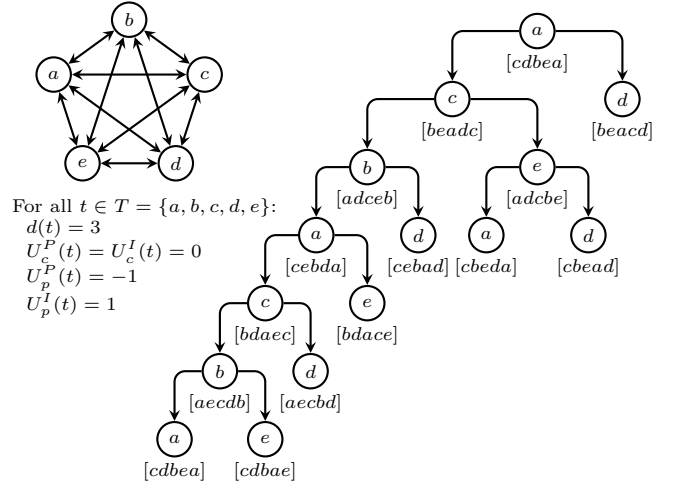 b
a
c
e
d
For all t ∈ T = {a, b, c, d, e}:
d(t) = 3
U_c^P(t) = U_c^I(t) = 0
U_p^P(t) = −1
U_p^I(t) = 1
a
[cdbea]
c
d
[beadc]
[beacd]
b
e
[adceb]
[adcbe]
a
d
a
d
[cebda]
[cebad]
[cbeda]
[cbead]
c
e
[bdaec]
[bdace]
b
d
[aecdb]
[aecbd]
a
e
[cdbea]
[cdbae]